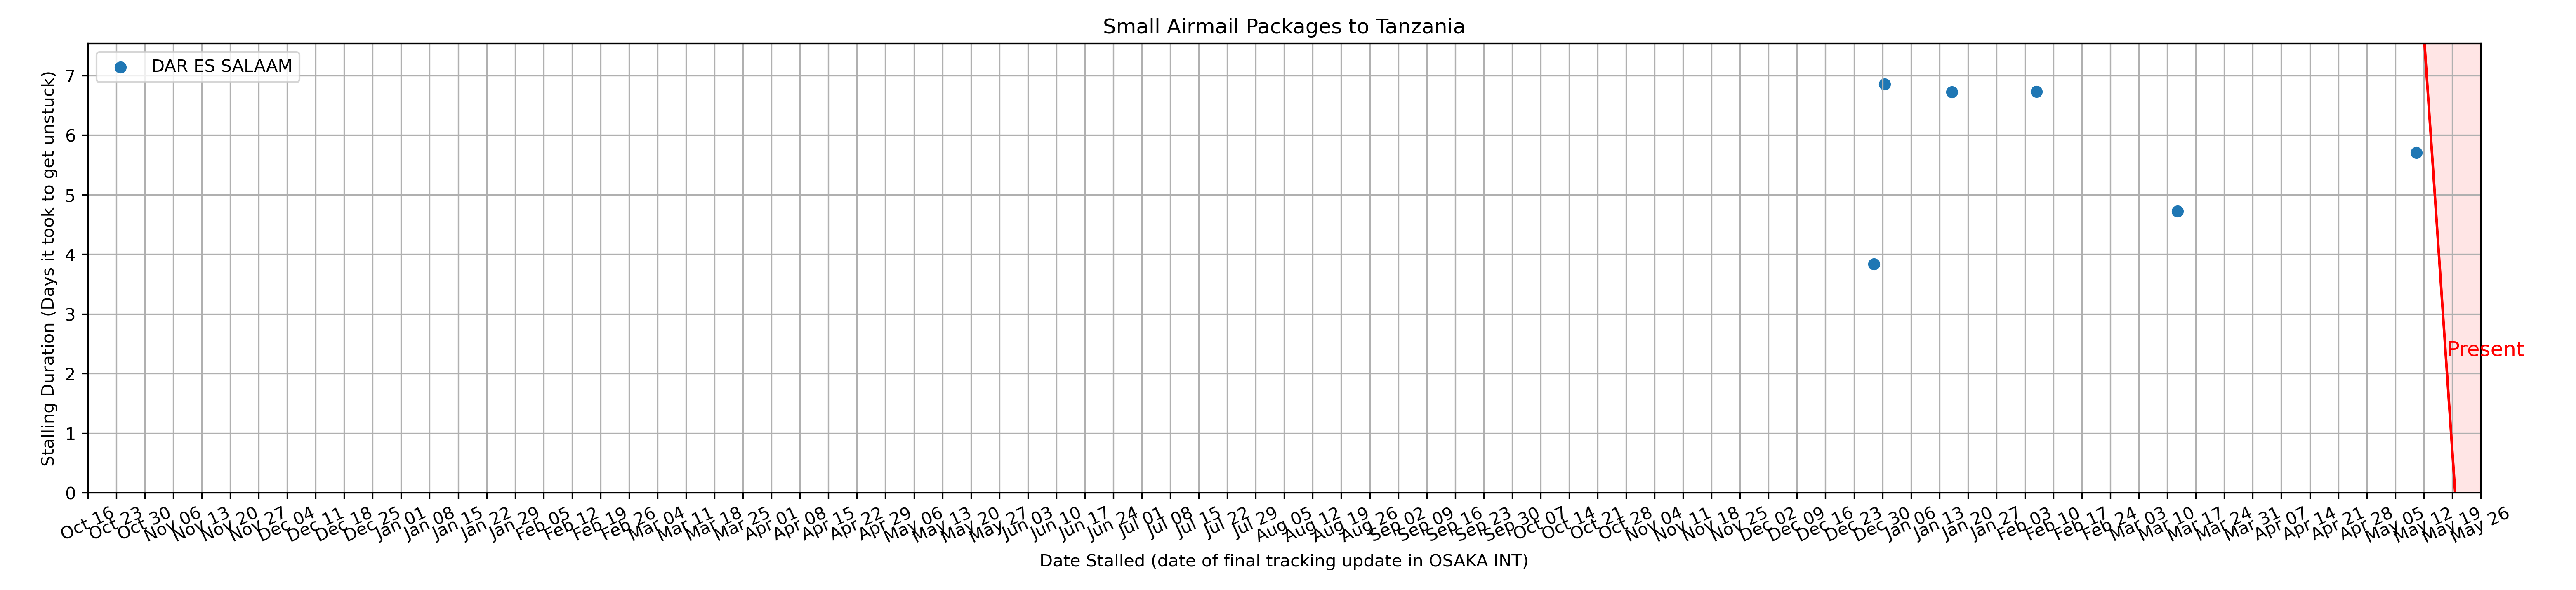 Small Airmail Packages to Tanzania
DAR ES SALAAM
Stalling Duration (Days it took to get unstuck)
7
6
5
4
3
2
1
0
Present
Oct 16
Oct 23
Oct 30
Nov 06
Nov 13
Nov 20
Nov 27
Dec 04
Dec 11
Dec 18
Dec 25
Jan 01
Jan 08
Jan 15
Jan 22
Jan 29
Feb 05
Feb 12
Feb 19
Feb 26
Mar 04
Mar 11
Mar 18
Mar 25
Apr 01
Apr 08
Apr 15
Apr 22
Apr 29
May 06
May 13
May 20
May 27
Jun 03
Jun 10
Jun 17
Jun 24
Jul 01
Jul 08
Jul 15
Jul 22
Jul 29
Aug 05
Aug 12
Aug 19
Aug 26
Sep 02
Sep 09
Sep 16
Sep 23
Sep 30
Oct 07
Oct 14
Oct 21
Oct 28
Nov 04
Nov 11
Nov 18
Nov 25
Dec 02
Dec 09
Dec 16
Dec 23
Dec 30
Jan 06
Jan 13
Jan 20
Jan 27
Feb 03
Feb 10
Feb 17
Feb 24
Mar 03
Mar 10
Mar 17
Mar 24
Mar 31
Apr 07
Apr 14
Apr 21
Apr 28
May 05
May 12
May 19
May 26
Date Stalled (date of final tracking update in OSAKA INT)